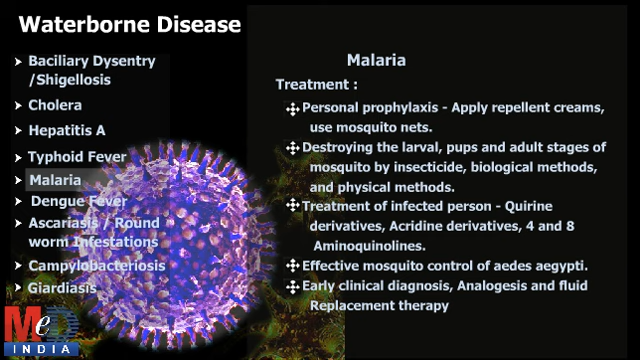 Waterborne Disease
Baciliary Dysentry
/Shigellosis
Cholera
Hepatitis A
Typhoid Fever
Malaria
Dengue Fever
Ascariasis / Round
worm Infestations
Campylobacteriosis
Giardiasis
Malaria
Treatment :
Personal prophylaxis - Apply repellent creams,
use mosquito nets.
Destroying the larval, pups and adult stages of
mosquito by insecticide, biological methods,
and physical methods.
Treatment of infected person - Quirine
derivatives, Acridine derivatives, 4 and 8
Aminoquinolines.
Effective mosquito control of aedes aegypti.
Early clinical diagnosis, Analogesis and fluid
Replacement therapy
MeD
INDIA